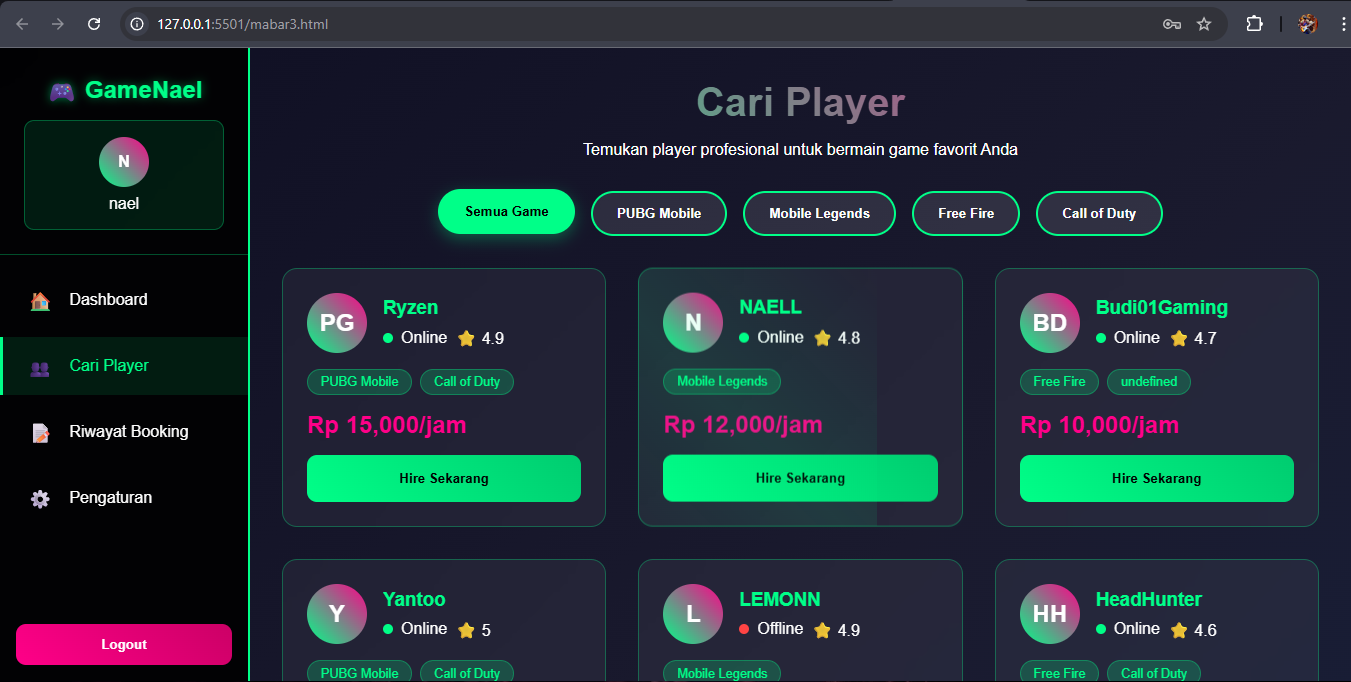 127.0.0.1:5501/mabar3.html
GameNael
N
nael
Dashboard
Cari Player
Riwayat Booking
Pengaturan
Logout
Cari Player
Temukan player profesional untuk bermain game favorit Anda
Semua Game PUBG Mobile Mobile Legends Free Fire Call of Duty
PG Ryzen
Online 4.9
PUBG Mobile Call of Duty
Rp 15,000/jam
Hire Sekarang
N NAELL
Online 4.8
Mobile Legends
Rp 12,000/jam
Hire Sekarang
BD Budi01Gaming
Online 4.7
Free Fire undefined
Rp 10,000/jam
Hire Sekarang
Y Yantoo
Online 5
PUBG Mobile Call of Duty
L LEMONN
Offline 4.9
Mobile Legends
HH HeadHunter
Online 4.6
Free Fire Call of Duty